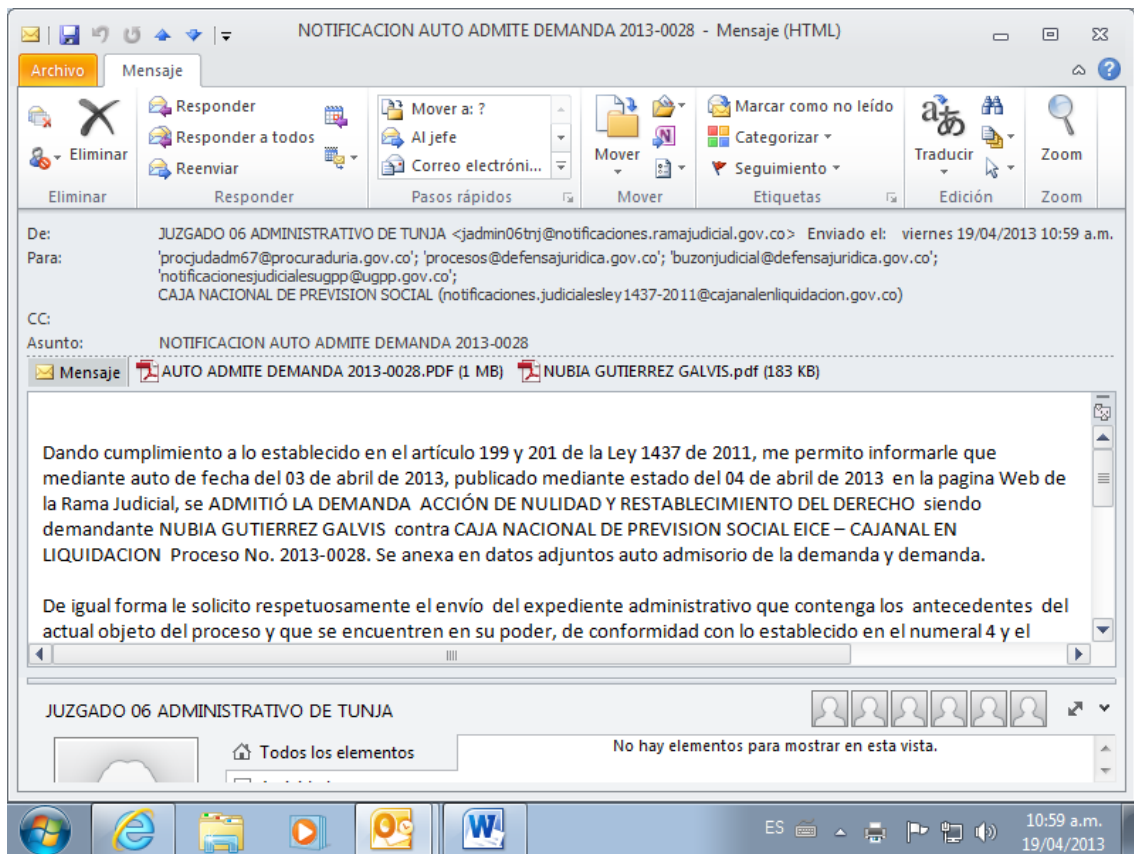 NOTIFICACION AUTO ADMITE DEMANDA 2013-0028 - Mensaje (HTML)
Archivo Mensaje
Eliminar
Responder
Responder a todos
Reenviar
Mover a: ?
Al jefe
Correo electróni...
Mover
Marcar como no leído
Categorizar
Seguimiento
Traducir
Zoom
Eliminar Responder Pasos rápidos Mover Etiquetas Edición Zoom
De: JUZGADO 06 ADMINISTRATIVO DE TUNJA <jadmin06tnj@notificaciones.ramajudicial.gov.co> Enviado el: viernes 19/04/2013 10:59 a.m.
Para: 'procjudadm67@procuraduria.gov.co'; 'procesos@defensajuridica.gov.co'; 'buzonjudicial@defensajuridica.gov.co';
'notificacionesjudicialesugpp@ugpp.gov.co';
CAJA NACIONAL DE PREVISION SOCIAL (notificaciones.judicialesley1437-2011@cajanalenliquidacion.gov.co)
CC:
Asunto: NOTIFICACION AUTO ADMITE DEMANDA 2013-0028
Mensaje AUTO ADMITE DEMANDA 2013-0028.PDF (1 MB) NUBIA GUTIERREZ GALVIS.pdf (183 KB)
Dando cumplimiento a lo establecido en el artículo 199 y 201 de la Ley 1437 de 2011, me permito informarle que
mediante auto de fecha del 03 de abril de 2013, publicado mediante estado del 04 de abril de 2013 en la pagina Web de
la Rama Judicial, se ADMITIÓ LA DEMANDA ACCIÓN DE NULIDAD Y RESTABLECIMIENTO DEL DERECHO siendo
demandante NUBIA GUTIERREZ GALVIS contra CAJA NACIONAL DE PREVISION SOCIAL EICE – CAJANAL EN
LIQUIDACION Proceso No. 2013-0028. Se anexa en datos adjuntos auto admisorio de la demanda y demanda.
De igual forma le solicito respetuosamente el envío del expediente administrativo que contenga los antecedentes del
actual objeto del proceso y que se encuentren en su poder, de conformidad con lo establecido en el numeral 4 y el
JUZGADO 06 ADMINISTRATIVO DE TUNJA
Todos los elementos
No hay elementos para mostrar en esta vista.
ES
10:59 a.m.
19/04/2013